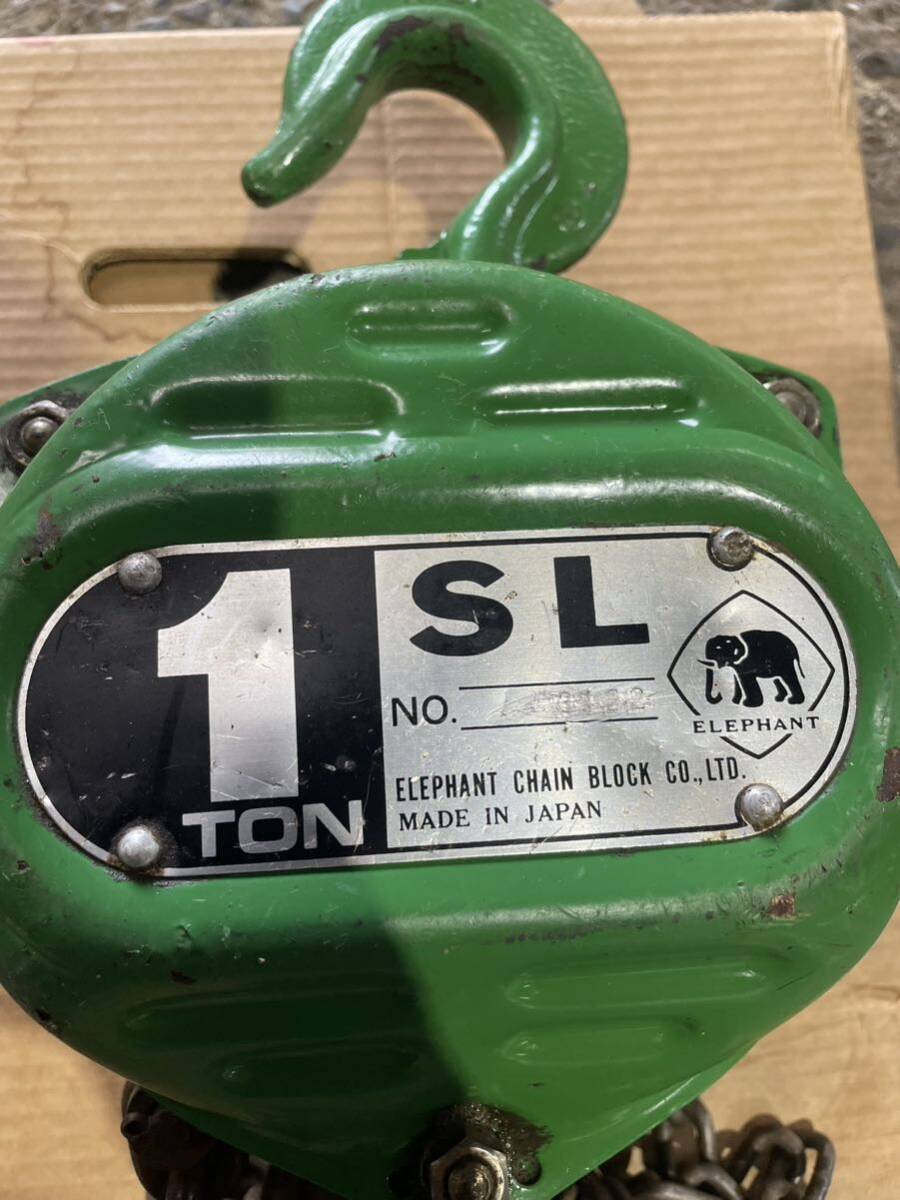 1
TON
SL
NO.
ELEPHANT
ELEPHANT CHAIN BLOCK CO.,LTD.
MADE IN JAPAN